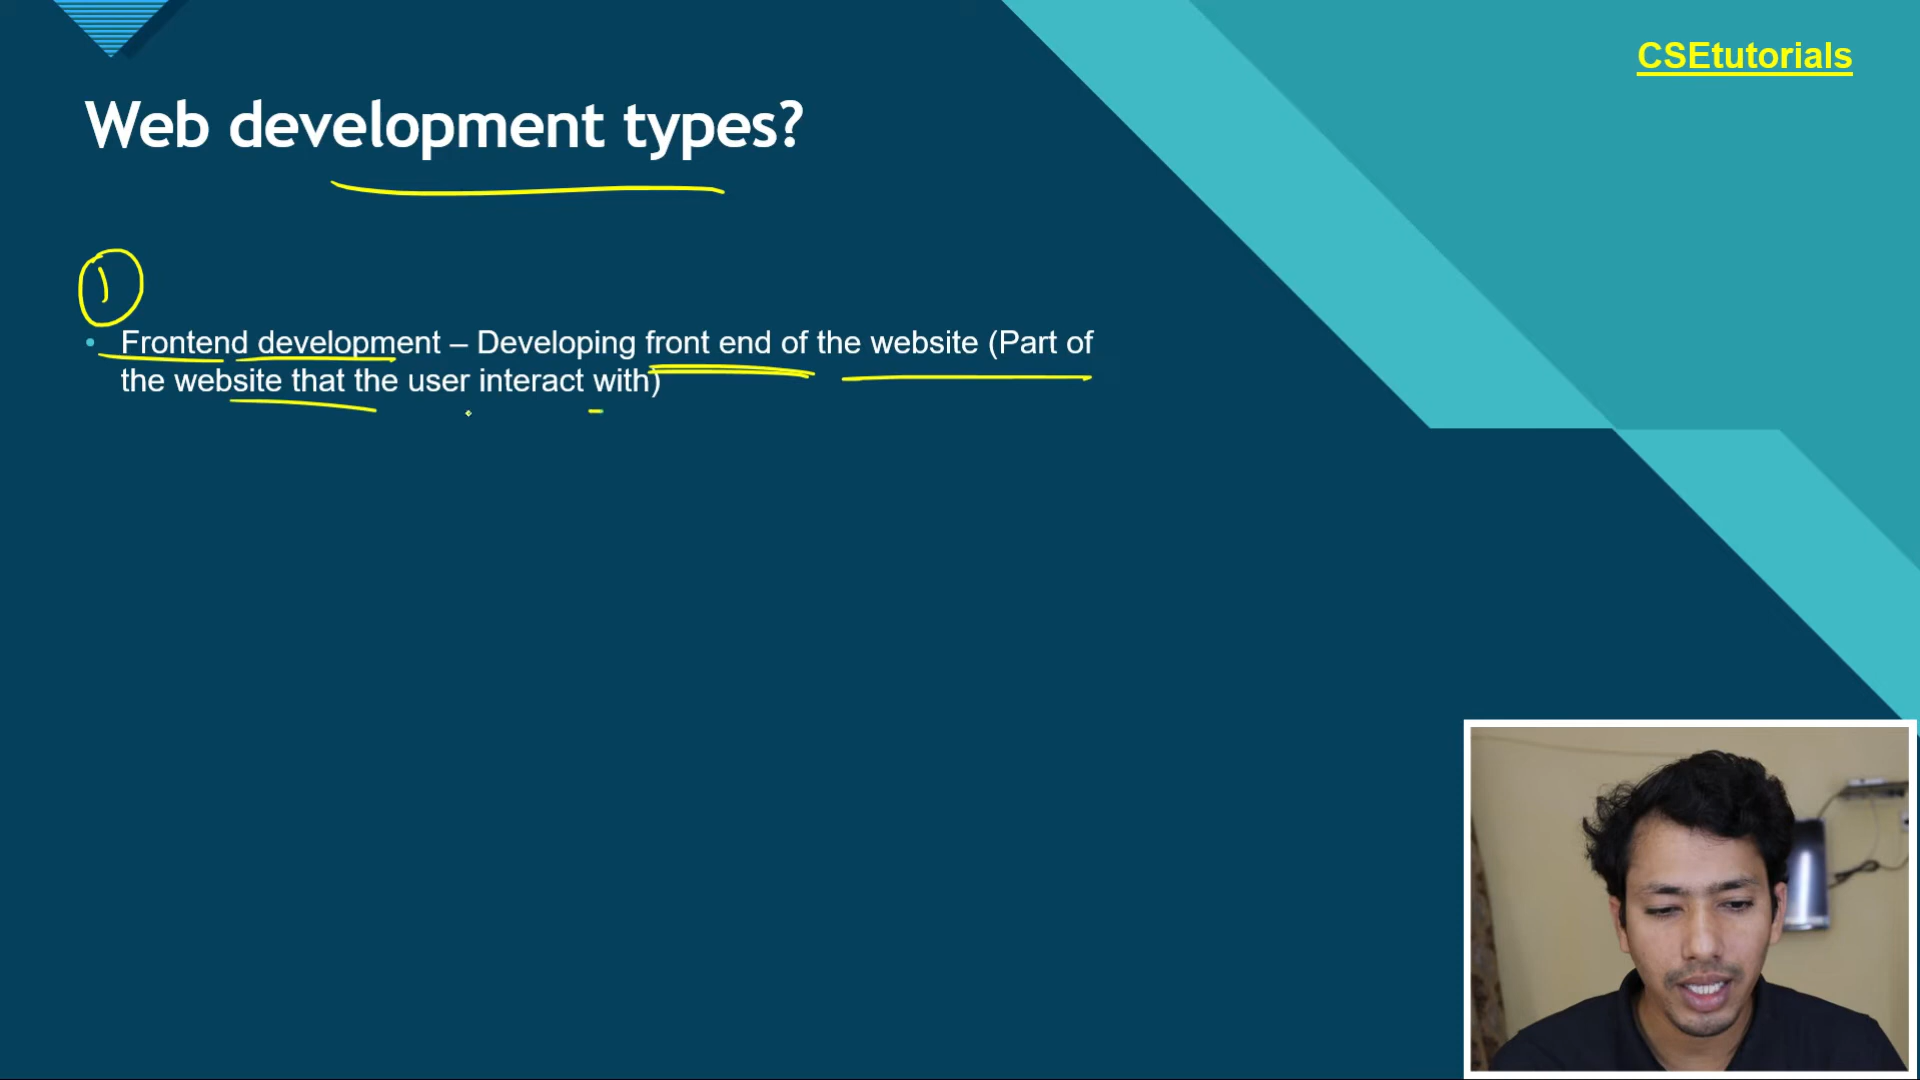 CSEtutorials
Web development types?
1
Frontend development – Developing front end of the website (Part of
the website that the user interact with)